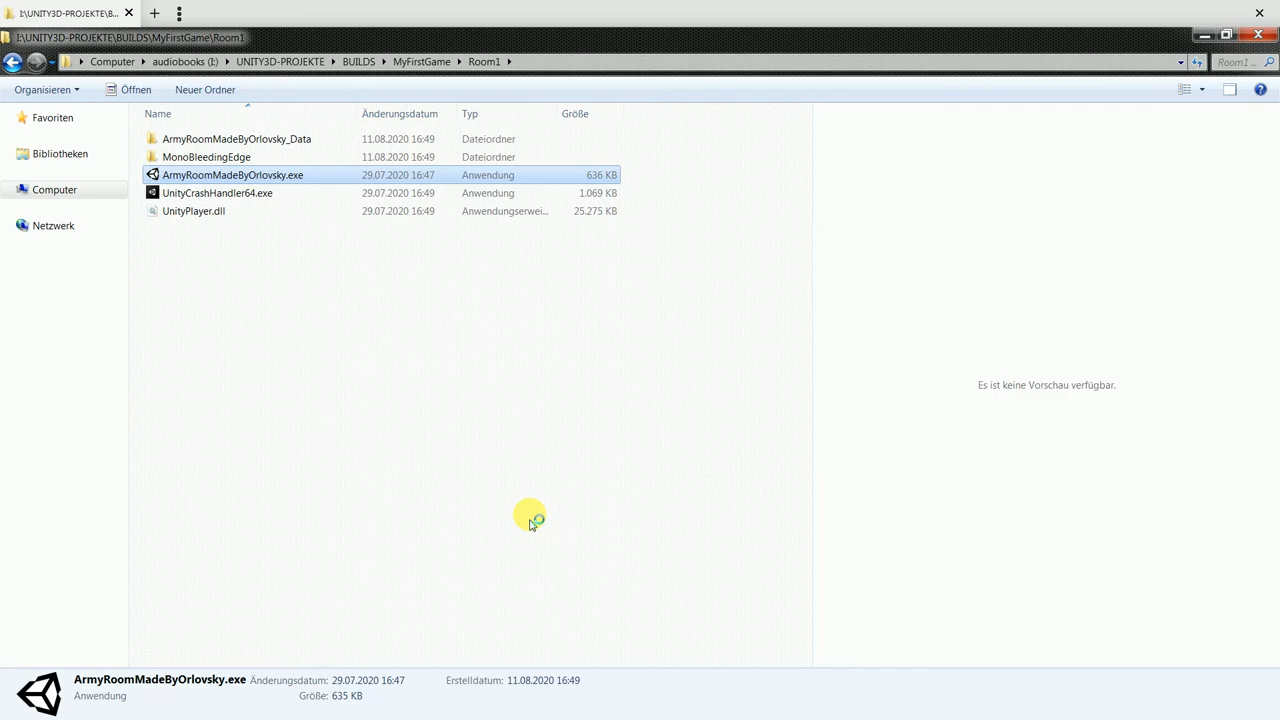 I:\UNITY3D-PROJEKTE\B...
I:\UNITY3D-PROJEKTE\BUILDS\MyFirstGame\Room1
Computer audiobooks (I:) UNITY3D-PROJEKTE BUILDS MyFirstGame Room1 Room1 ...
Organisieren Öffnen Neuer Ordner
Favoriten
Bibliotheken
Computer
Netzwerk
Name Änderungsdatum Typ Größe
ArmyRoomMadeByOrlovsky_Data 11.08.2020 16:49 Dateiordner
MonoBleedingEdge 11.08.2020 16:49 Dateiordner
ArmyRoomMadeByOrlovsky.exe 29.07.2020 16:47 Anwendung 636 KB
UnityCrashHandler64.exe 29.07.2020 16:49 Anwendung 1.069 KB
UnityPlayer.dll 29.07.2020 16:49 Anwendungserwei... 25.275 KB
Es ist keine Vorschau verfügbar.
ArmyRoomMadeByOrlovsky.exe Änderungsdatum: 29.07.2020 16:47 Erstelldatum: 11.08.2020 16:49
Anwendung Größe: 635 KB